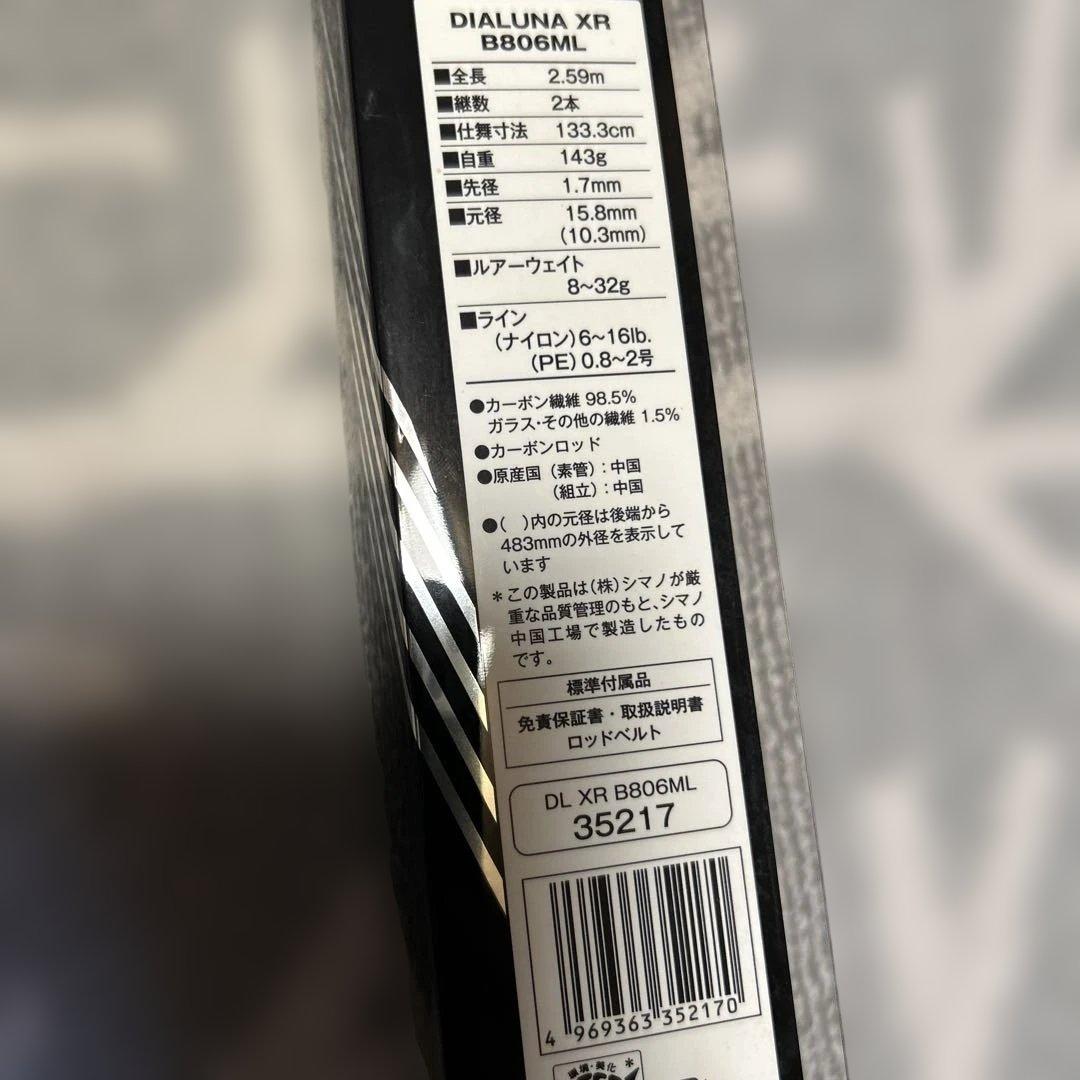 DIALUNA XR
B806ML
■全長 2.59m
■継数 2本
■仕舞寸法 133.3cm
■自重 143g
■先径 1.7mm
■元径 15.8mm
(10.3mm)
■ルアーウェイト
8~32g
■ライン
(ナイロン)6~16lb.
(PE)0.8~2号
●カーボン繊維 98.5%
ガラス・その他の繊維 1.5%
●カーボンロッド
●原産国(素管):中国
(組立):中国
●( )内の元径は後端から
483mmの外径を表示して
います
*この製品は(株)シマノが厳
重な品質管理のもと、シマノ
中国工場で製造したもの
です。
標準付属品
免責保証書・取扱説明書
ロッドベルト
DL XR B806ML
35217
4 969363 352170
環境・美化